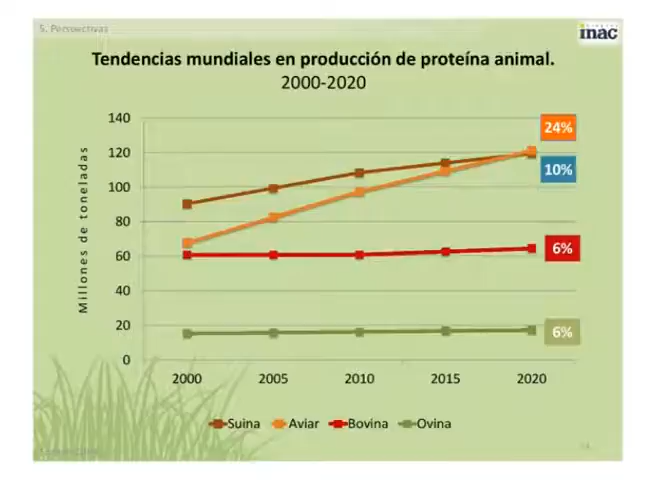 5. Perspectivas
inac
Tendencias mundiales en producción de proteína animal.
2000-2020
Millones de toneladas
140
120
100
80
60
40
20
0
24%
10%
6%
6%
2000 2005 2010 2015 2020
Suina Aviar Bovina Ovina